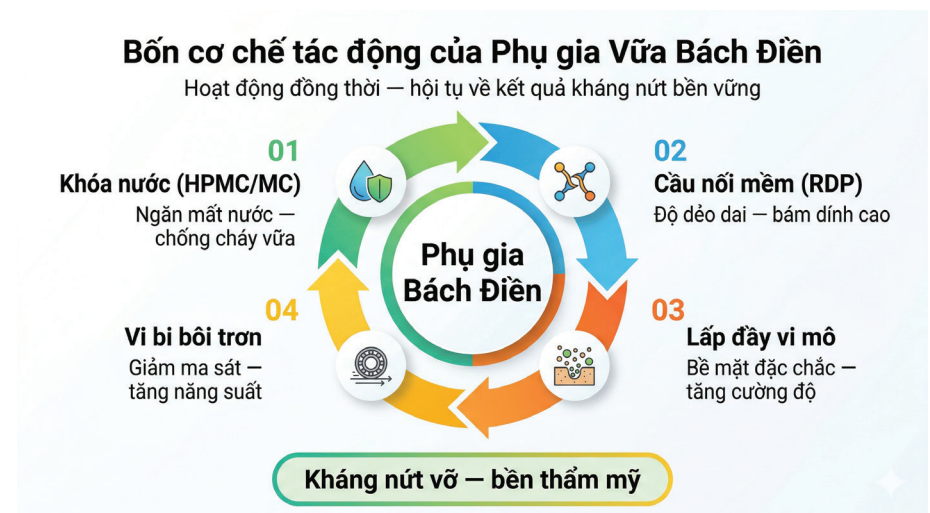 Bốn cơ chế tác động của Phụ gia Vữa Bách Điền
Hoạt động đồng thời — hội tụ về kết quả kháng nứt bền vững
01
Khóa nước (HPMC/MC)
Ngăn mất nước —
chống cháy vữa
02
Cầu nối mềm (RDP)
Độ dẻo dai — bám dính cao
Phụ gia
Bách Điền
03
Lấp đầy vi mô
Bề mặt đặc chắc —
tăng cường độ
04
Vi bi bôi trơn
Giảm ma sát —
tăng năng suất
Kháng nứt vỡ — bền thẩm mỹ